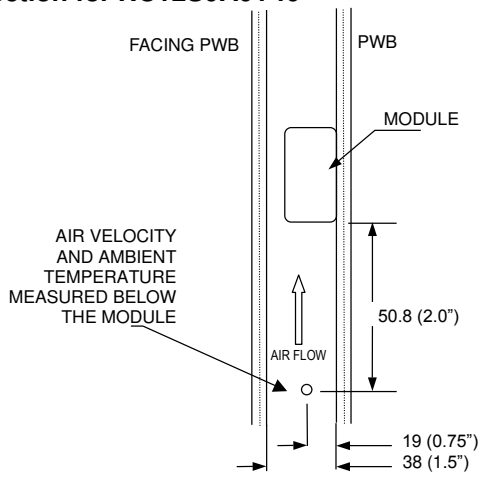 FACING PWB
PWB
MODULE
AIR VELOCITY
AND AMBIENT
TEMPERATURE
MEASURED BELOW
THE MODULE
50.8 (2.0”)
AIR FLOW
19 (0.75”)
38 (1.5”)